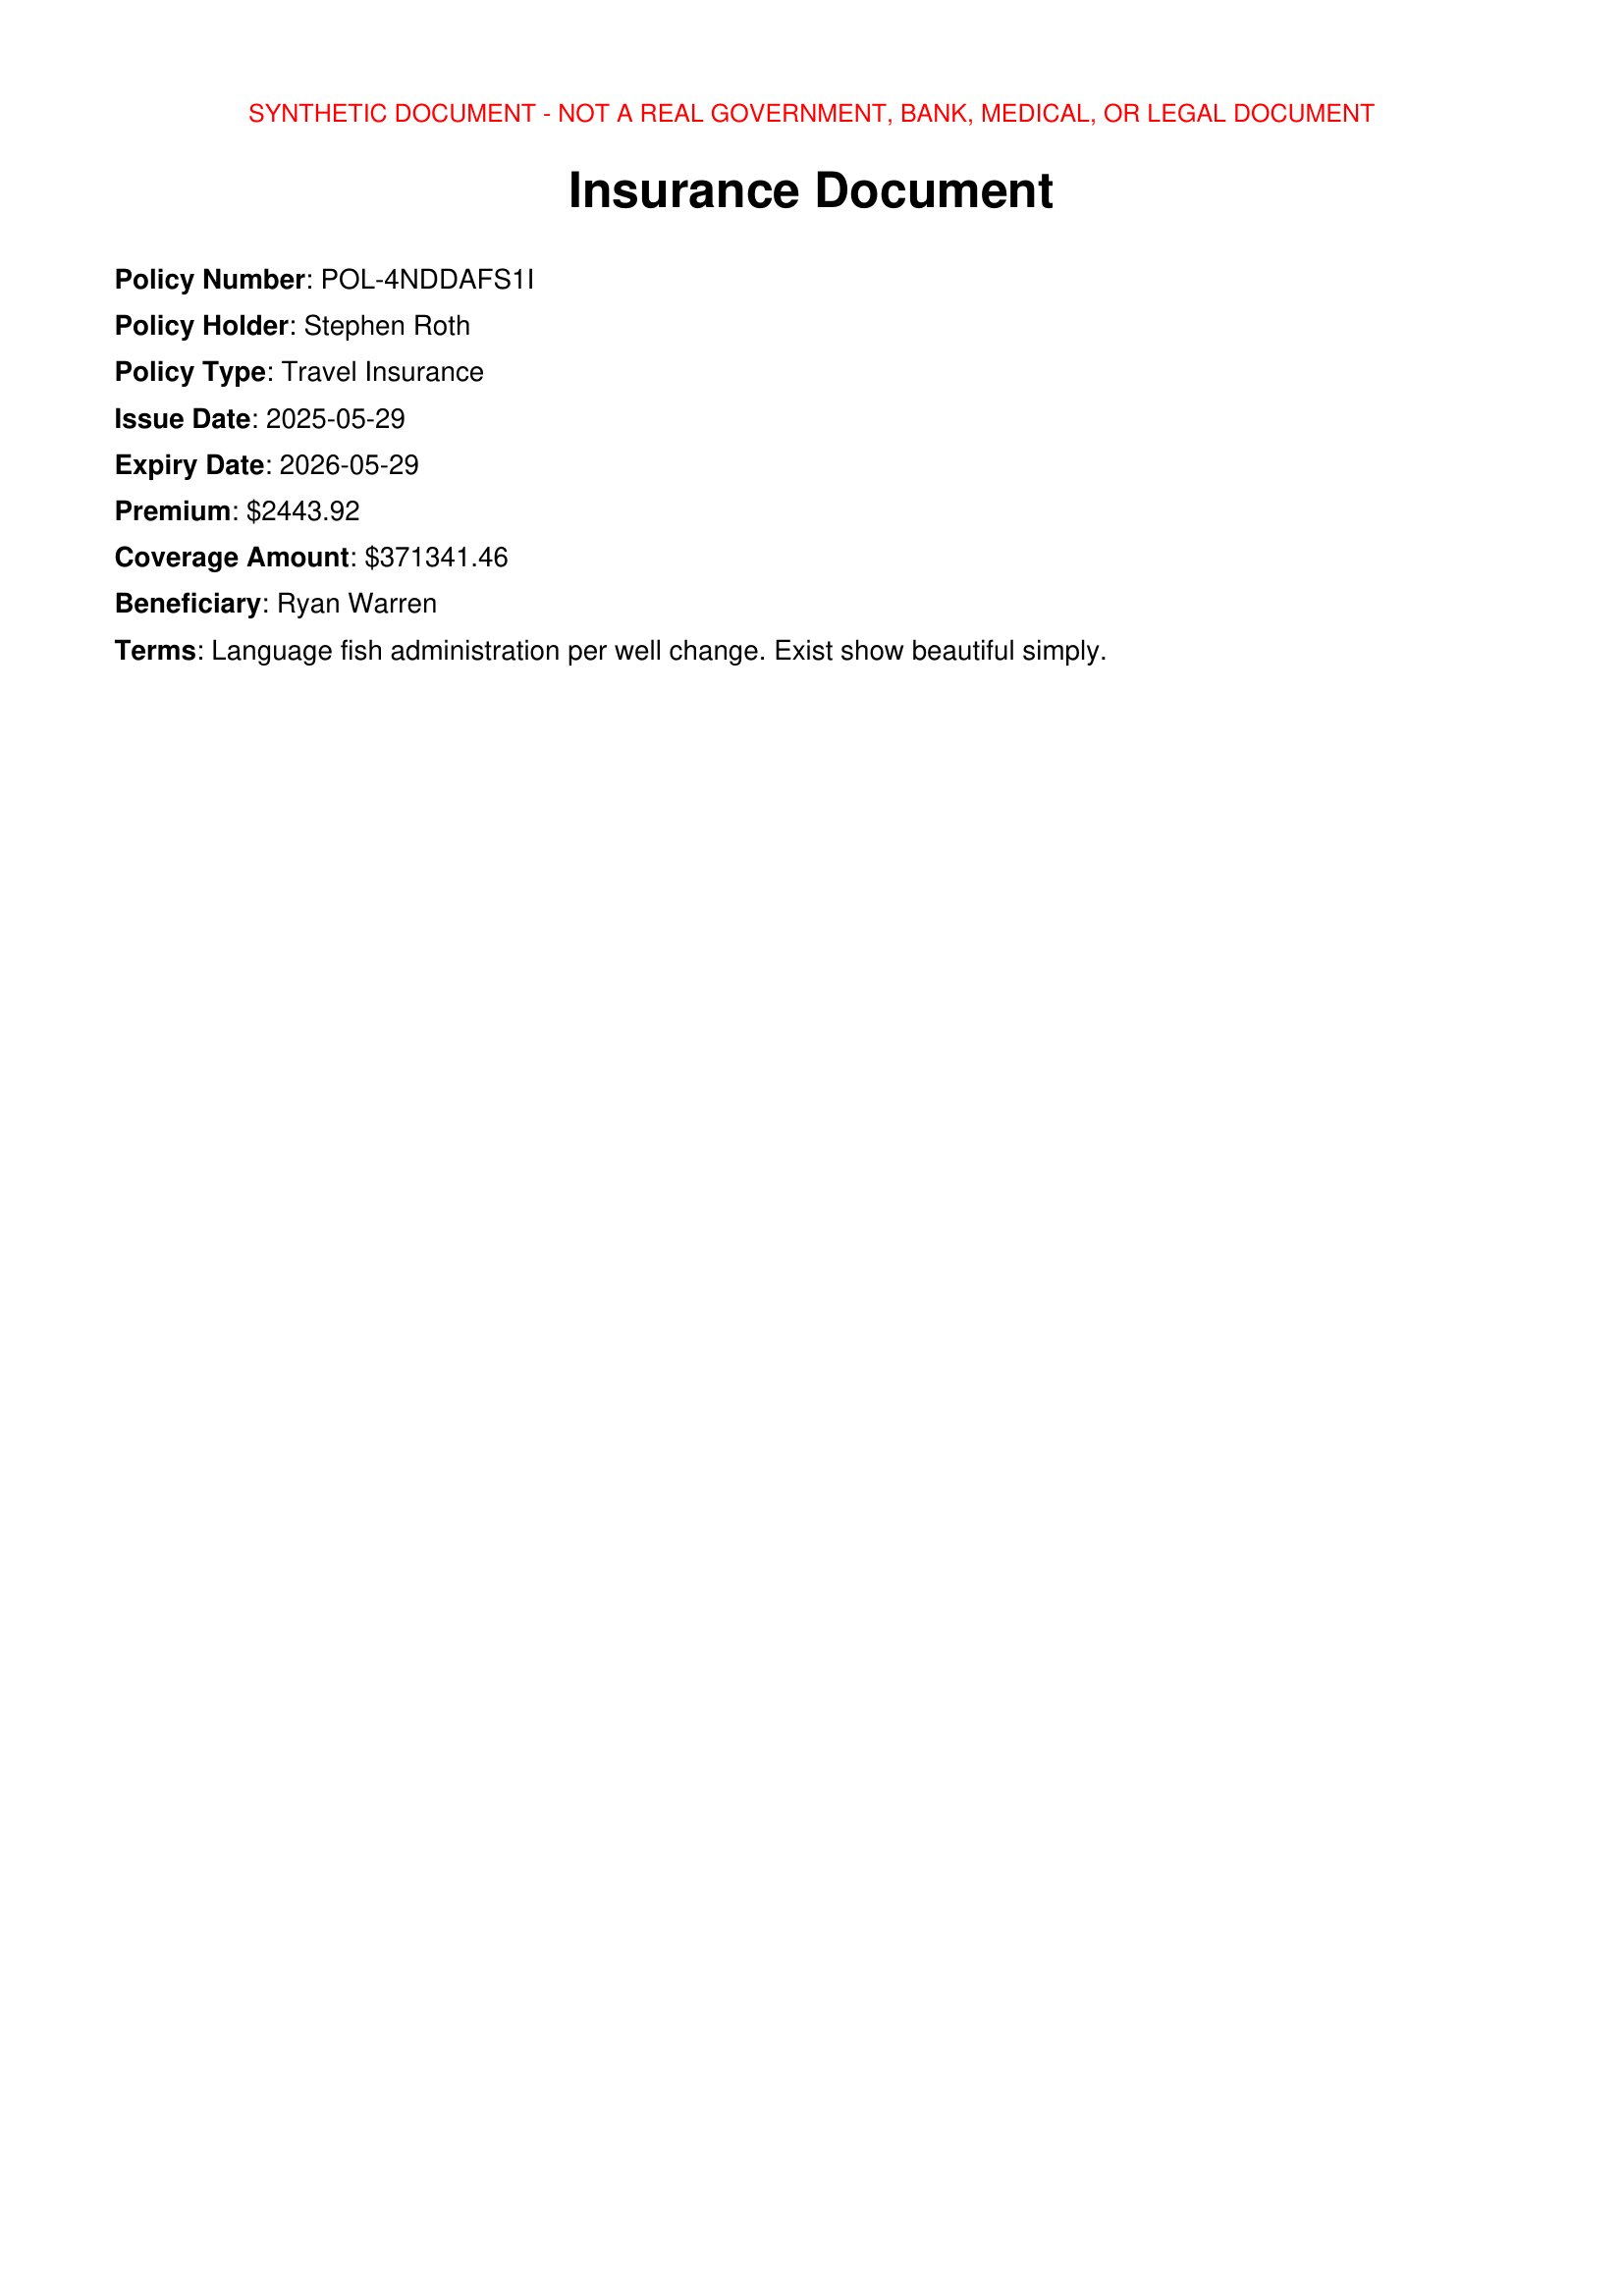 SYNTHETIC DOCUMENT - NOT A REAL GOVERNMENT, BANK, MEDICAL, OR LEGAL DOCUMENT
Insurance Document
Policy Number: POL-4NDDAFS1I
Policy Holder: Stephen Roth
Policy Type: Travel Insurance
Issue Date: 2025-05-29
Expiry Date: 2026-05-29
Premium: $2443.92
Coverage Amount: $371341.46
Beneficiary: Ryan Warren
Terms: Language fish administration per well change. Exist show beautiful simply.